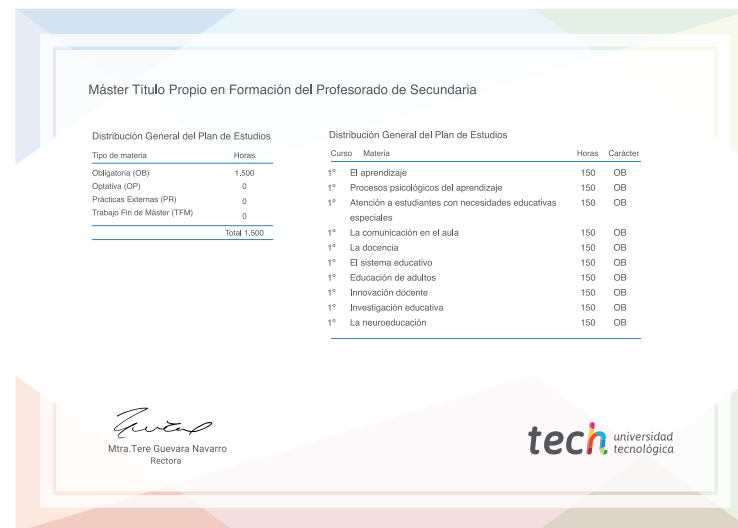 Máster Título Propio en Formación del Profesorado de Secundaria
Distribución General del Plan de Estudios
Tipo de materia Horas
Obligatoria (OB) 1.500
Optativa (OP) 0
Prácticas Externas (PR) 0
Trabajo Fin de Máster (TFM) 0
Total 1.500
Distribución General del Plan de Estudios
Curso Materia Horas Carácter
1º El aprendizaje 150 OB
1º Procesos psicológicos del aprendizaje 150 OB
1º Atención a estudiantes con necesidades educativas 150 OB
especiales
1º La comunicación en el aula 150 OB
1º La docencia 150 OB
1º El sistema educativo 150 OB
1º Educación de adultos 150 OB
1º Innovación docente 150 OB
1º Investigación educativa 150 OB
1º La neuroeducación 150 OB
Mtra.Tere Guevara Navarro
Rectora
tech universidad
tecnológica